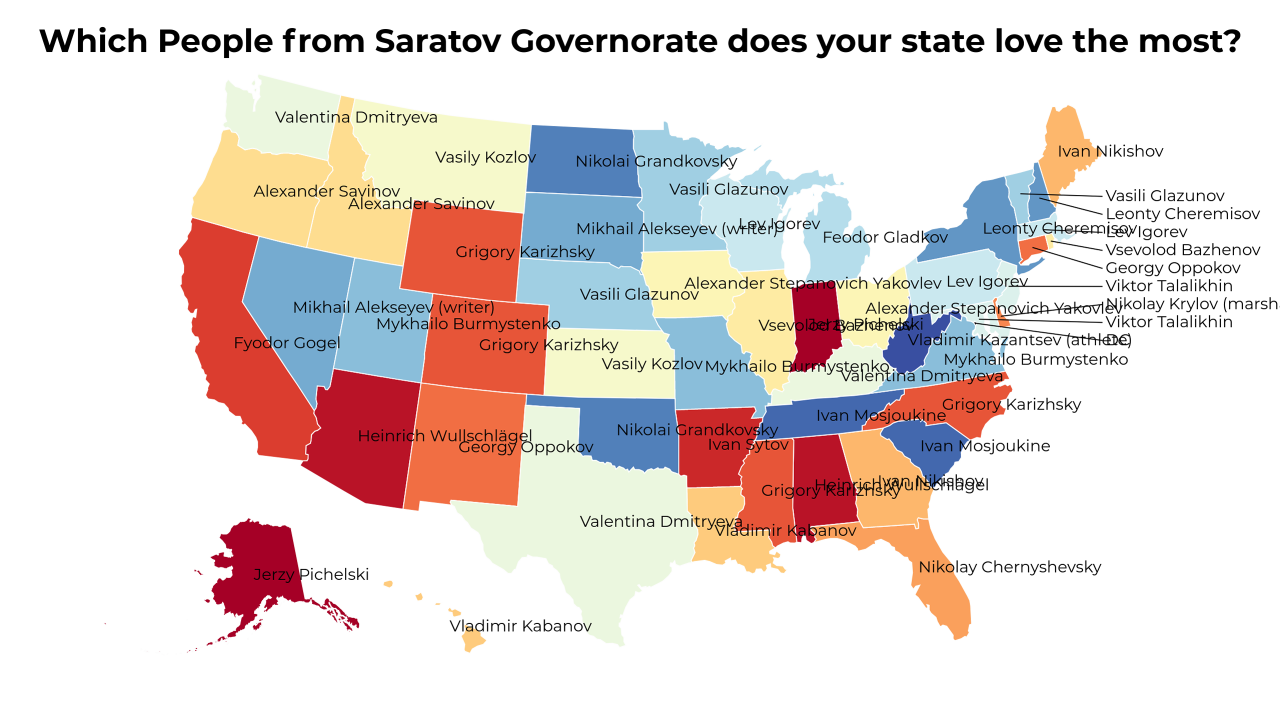 Which People from Saratov Governorate does your state love the most?
Valentina Dmitryeva
Ivan Nikishov
Vasily Kozlov
Nikolai Grandkovsky
Alexander Savinov
Vasili Glazunov
Vasili Glazunov
Alexander Savinov
Leonty Cheremisov
Lev Igorev
Mikhail Alekseyev (writer)
Leonty Cheremisov
Lev Igorev
Feodor Gladkov
Vsevolod Bazhenov
Grigory Karizhsky
Georgy Oppokov
Lev Igorev
Alexander Stepanovich Yakovlev
Viktor Talalikhin
Vasili Glazunov
Nikolay Krylov (marsh
Mikhail Alekseyev (writer)
Alexander Stepanovich Yakovlev
Viktor Talalikhin
Mykhailo Burmystenko
Vsevolod Bazhenov
Jerzy Pichelski
Vladimir Kazantsev (athlete)
DC
Fyodor Gogel
Grigory Karizhsky
Mykhailo Burmystenko
Vasily Kozlov
Mykhailo Burmystenko
Valentina Dmitryeva
Grigory Karizhsky
Ivan Mosjoukine
Nikolai Grandkovsky
Heinrich Wullschlägel
Georgy Oppokov
Ivan Sytov
Ivan Mosjoukine
Ivan Nikishov
Heinrich Wullschlägel
Grigory Karizhsky
Valentina Dmitryeva
Vladimir Kabanov
Nikolay Chernyshevsky
Jerzy Pichelski
Vladimir Kabanov